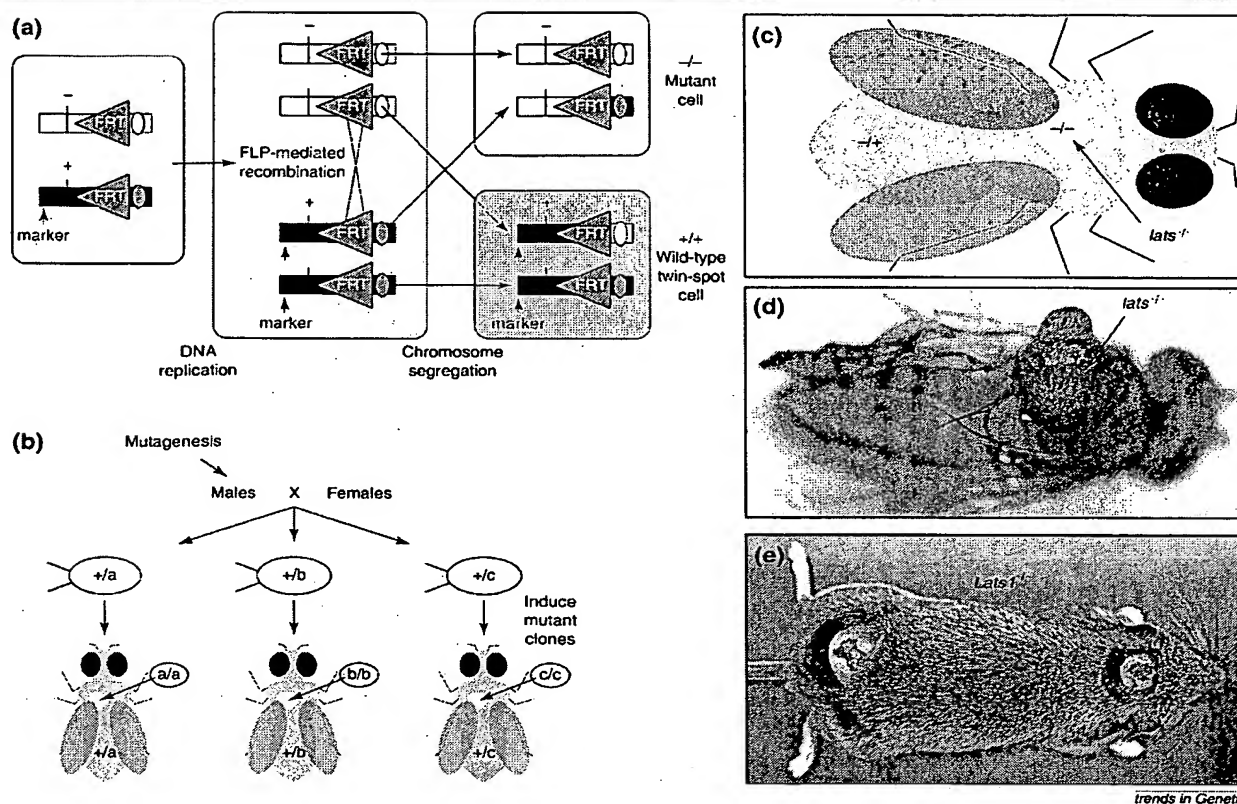 (a)
−
FRT
+
FRT
marker
DNA
replication
−
FRT
−
FRT
FLP-mediated
recombination
+
FRT
+
FRT
marker
Chromosome
segregation
−
FRT
−
FRT
−/−
Mutant
cell
+
FRT
+
FRT
marker
+/+
Wild-type
twin-spot
cell
(b)
Mutagenesis
Males X Females
+/a
+/b
+/c
Induce
mutant
clones
a/a
b/b
c/c
+/a
+/b
+/c
(c)
−/+
−/−
lats-/-
(d)
lats-/-
(e)
Lats1-/-
trends in Genet